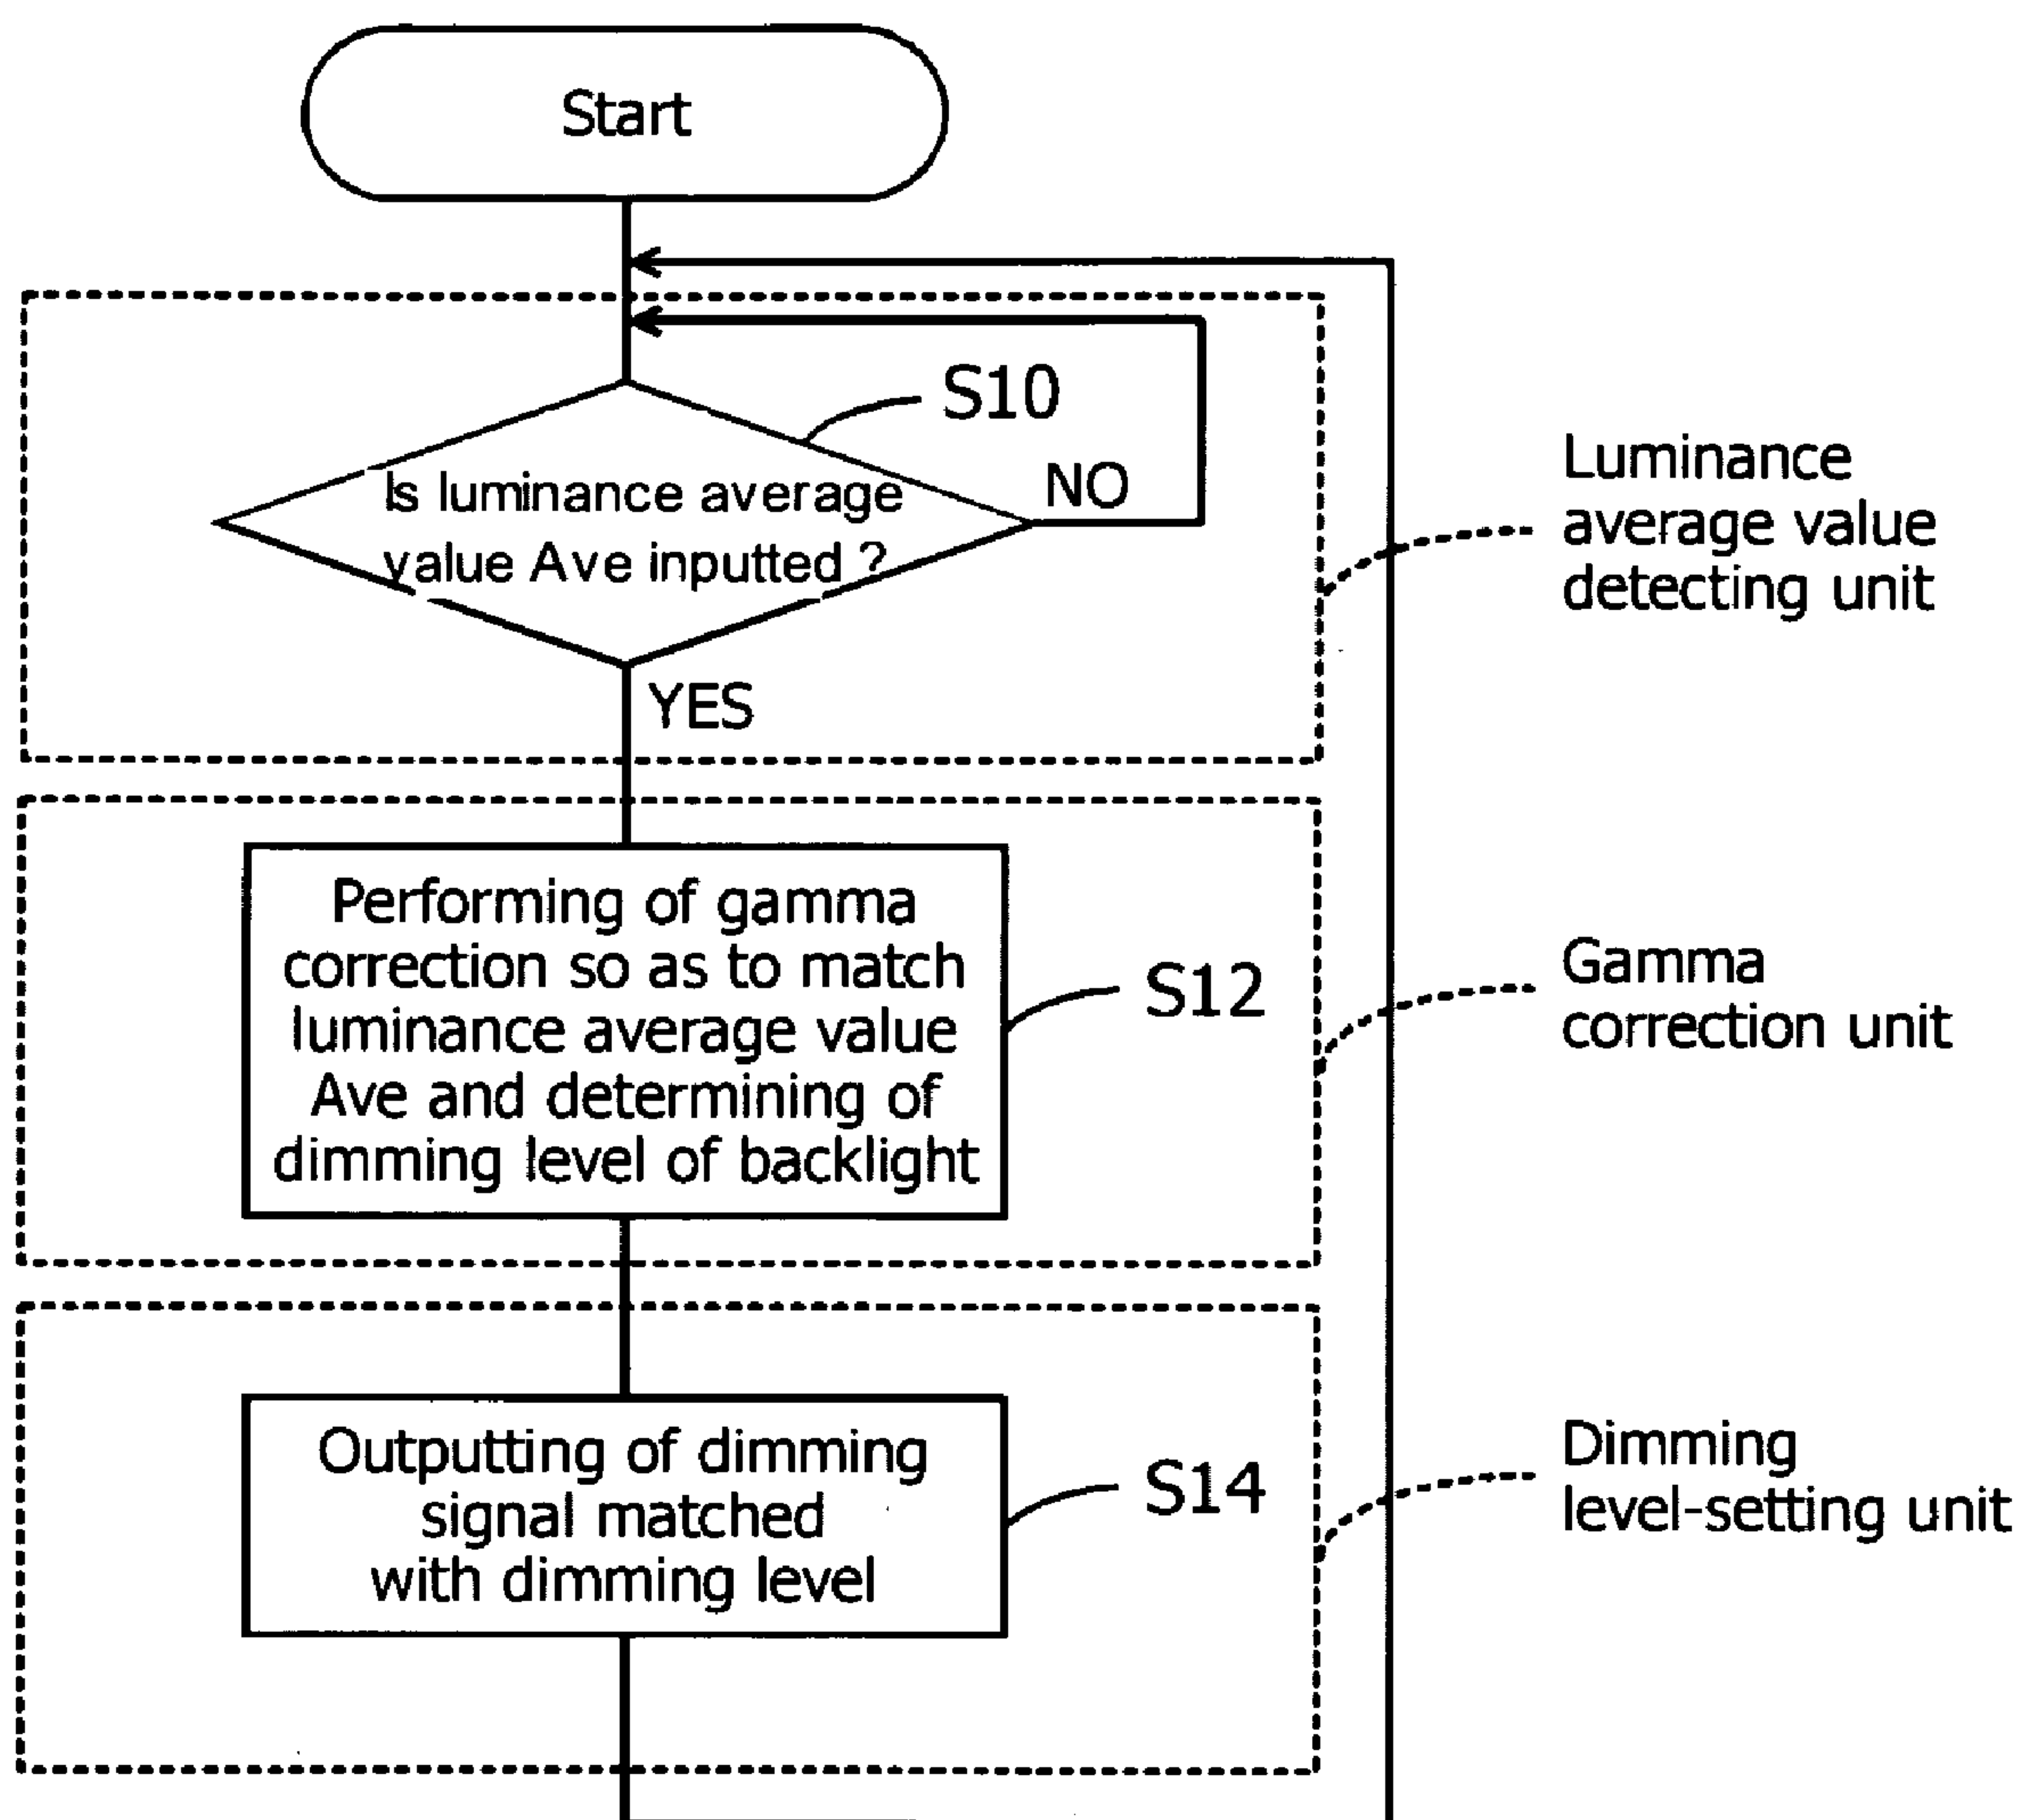 Start
S10
Is luminance average
value Ave inputted ?
NO
YES
Luminance
average value
detecting unit
Performing of gamma
correction so as to match
luminance average value
Ave and determining of
dimming level of backlight
S12
Gamma
correction unit
Outputting of dimming
signal matched
with dimming level
S14
Dimming
level-setting unit